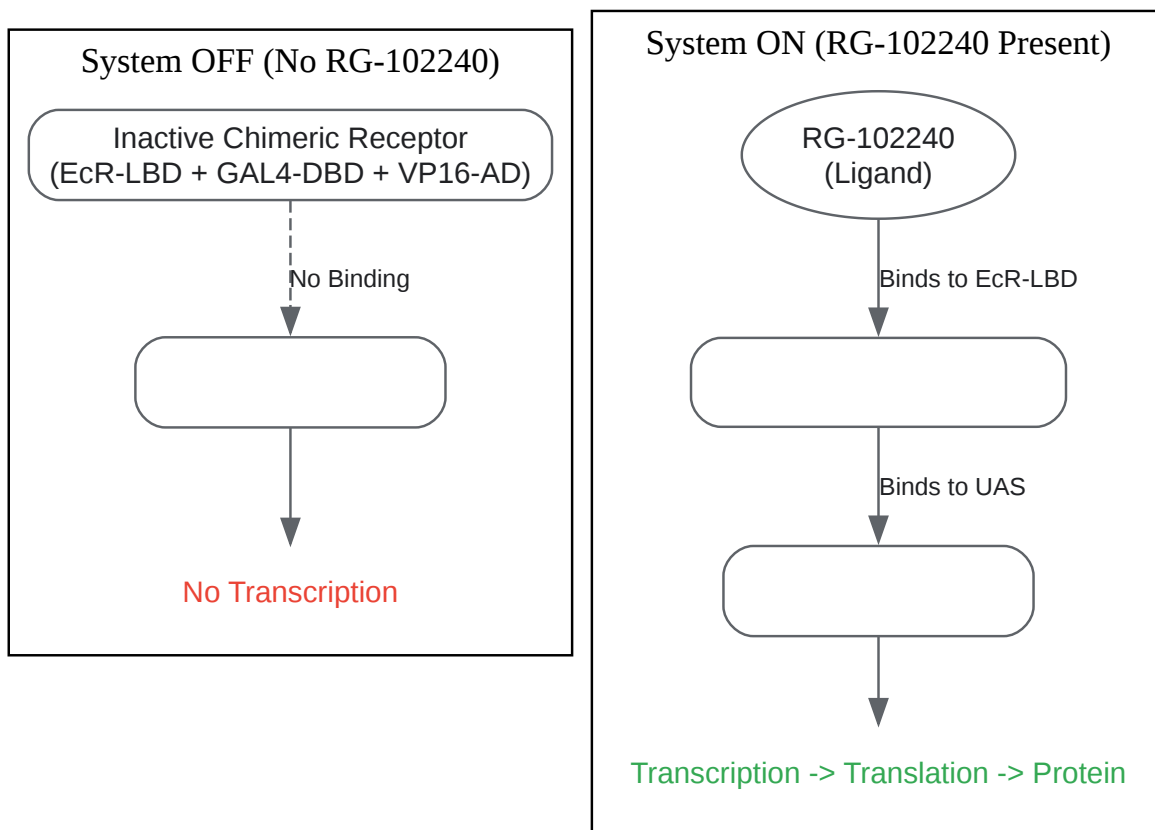 System OFF (No RG-102240)
Inactive Chimeric Receptor
(EcR-LBD + GAL4-DBD + VP16-AD)
No Binding
No Transcription
System ON (RG-102240 Present)
RG-102240
(Ligand)
Binds to EcR-LBD
Binds to UAS
Transcription -> Translation -> Protein